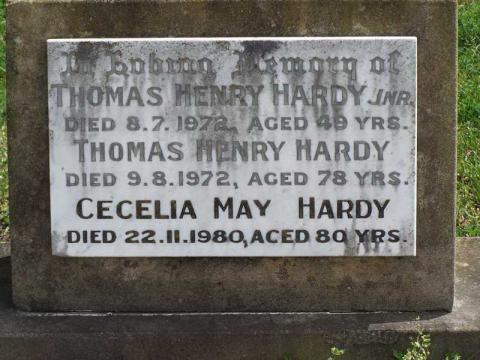 In Loving Memory of
THOMAS HENRY HARDY JNR.
DIED 8.7.1972, AGED 49 YRS.
THOMAS HENRY HARDY
DIED 9.8.1972, AGED 78 YRS.
CECELIA MAY HARDY
DIED 22.11.1980, AGED 80 YRS.